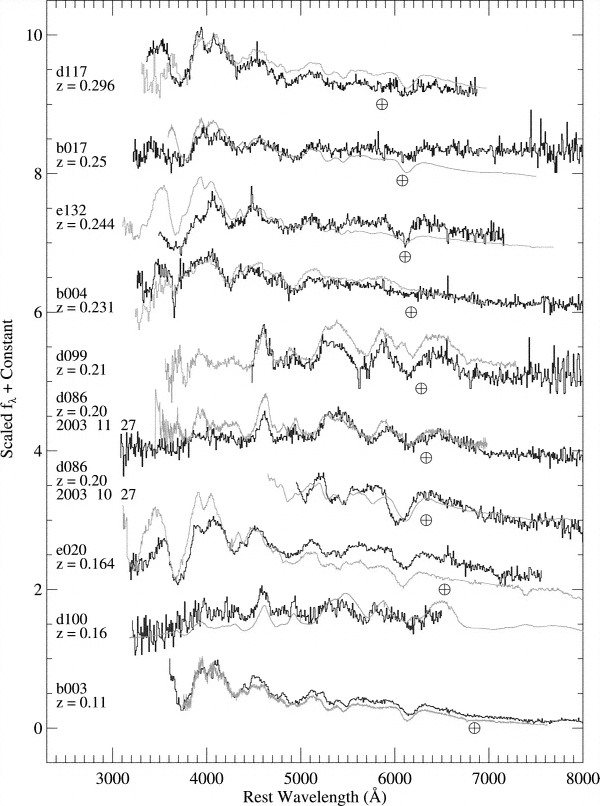 10
d117
z = 0.296
b017
8
z = 0.25
e132
z = 0.244
b004
6
z = 0.231
d099
z = 0.21
d086
z = 0.20
2003 11 27
4
d086
z = 0.20
2003 10 27
e020
z = 0.164
2
d100
z = 0.16
b003
z = 0.11
0
Scaled fλ + Constant
3000 4000 5000 6000 7000 8000
Rest Wavelength (Å)